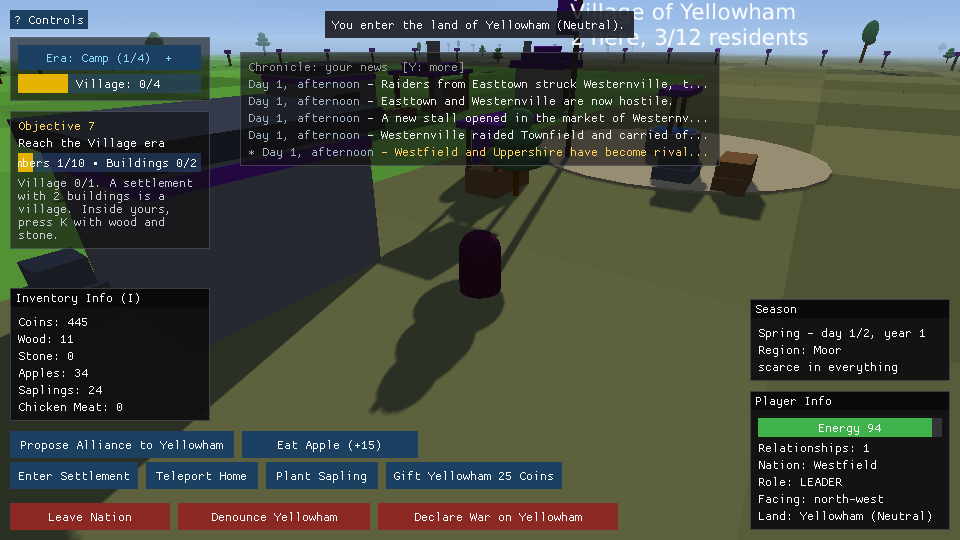 ? Controls
You enter the land of Yellowham (Neutral).
Village of Yellowham
2 here, 3/12 residents
Era: Camp (1/4) +
Village: 0/4
Chronicle: your news [Y: more]
Day 1, afternoon – Raiders from Easttown struck Westernville, t...
Day 1, afternoon – Easttown and Westernville are now hostile.
Day 1, afternoon – A new stall opened in the market of Westernv...
Day 1, afternoon – Westernville raided Townfield and carried of...
* Day 1, afternoon – Westfield and Uppershire have become rival...
Objective 7
Reach the Village era
bers 1/10 • Buildings 0/2
Village 0/1. A settlement
with 2 buildings is a
village. Inside yours,
press K with wood and
stone.
Inventory Info (I)
Coins: 445
Wood: 11
Stone: 0
Apples: 34
Saplings: 24
Chicken Meat: 0
Season
Spring – day 1/2, year 1
Region: Moor
scarce in everything
Player Info
Energy 94
Relationships: 1
Nation: Westfield
Role: LEADER
Facing: north-west
Land: Yellowham (Neutral)
Propose Alliance to Yellowham
Eat Apple (+15)
Enter Settlement
Teleport Home
Plant Sapling
Gift Yellowham 25 Coins
Leave Nation
Denounce Yellowham
Declare War on Yellowham